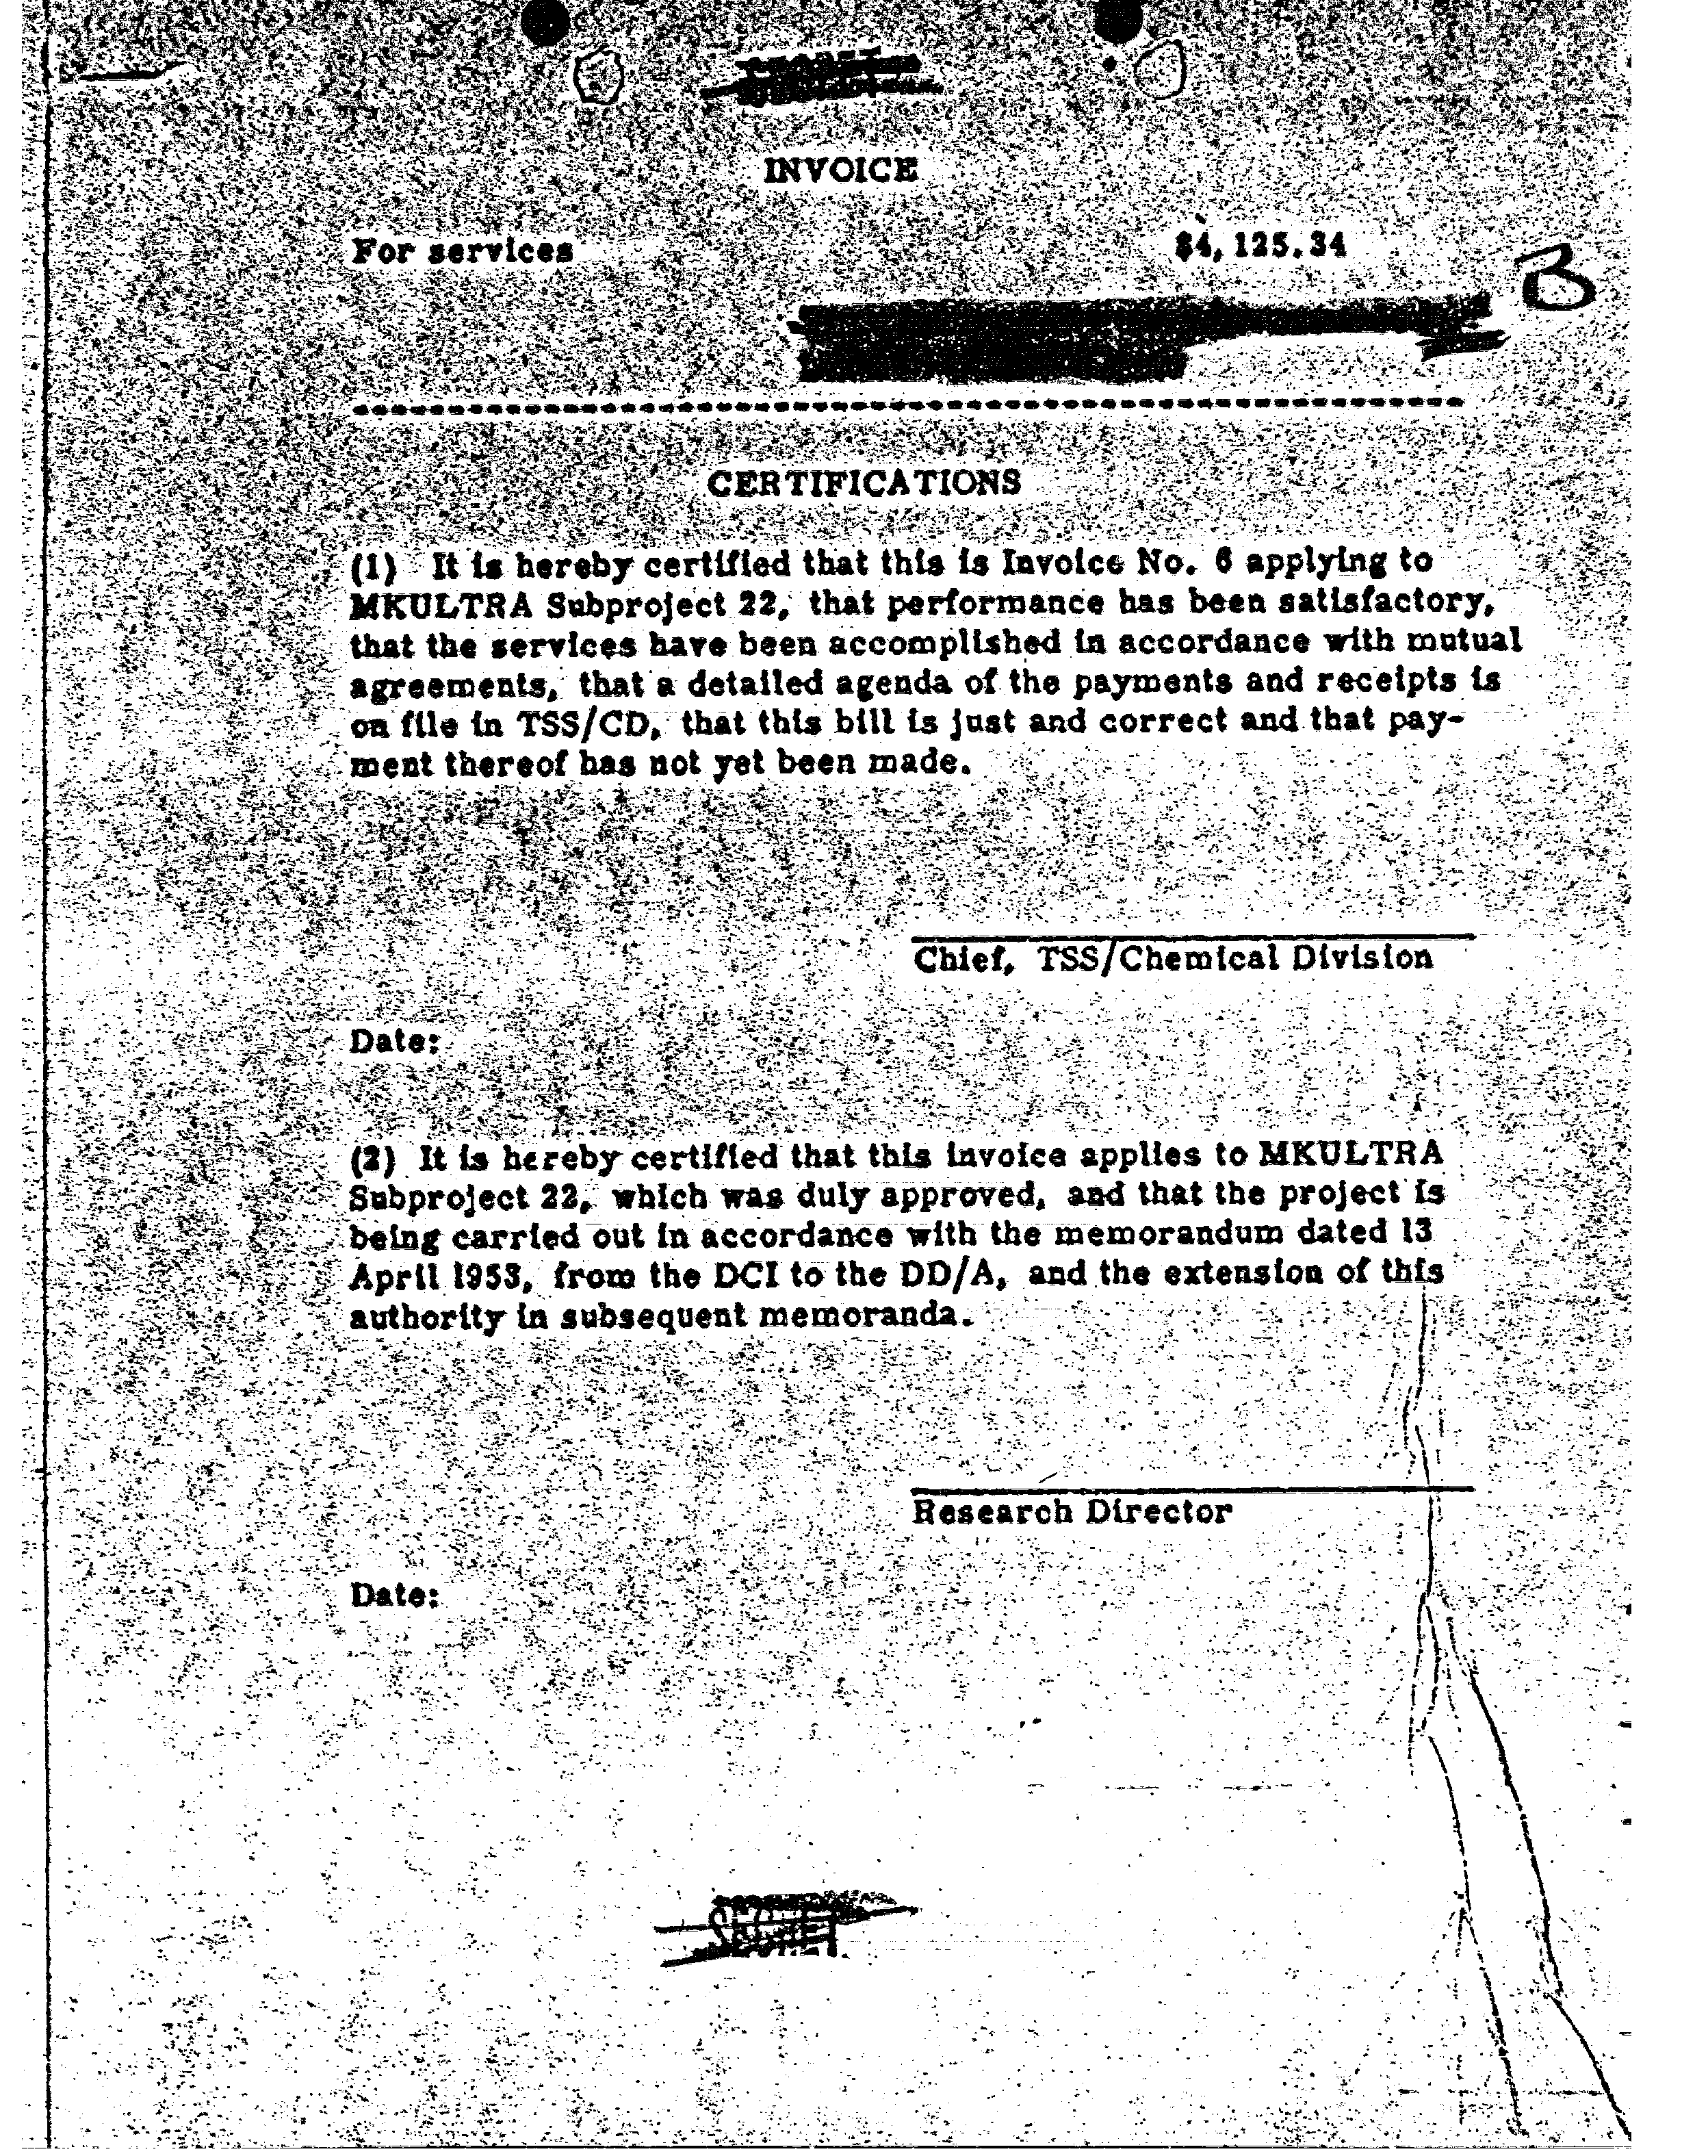 INVOICE
For services $4,125.34
B
CERTIFICATIONS
(1) It is hereby certified that this is Invoice No. 6 applying to
MKULTRA Subproject 22, that performance has been satisfactory,
that the services have been accomplished in accordance with mutual
agreements, that a detailed agenda of the payments and receipts is
on file in TSS/CD, that this bill is just and correct and that pay-
ment thereof has not yet been made.
Chief, TSS/Chemical Division
Date:
(2) It is hereby certified that this invoice applies to MKULTRA
Subproject 22, which was duly approved, and that the project is
being carried out in accordance with the memorandum dated 13
April 1953, from the DCI to the DD/A, and the extension of this
authority in subsequent memoranda.
Research Director
Date: